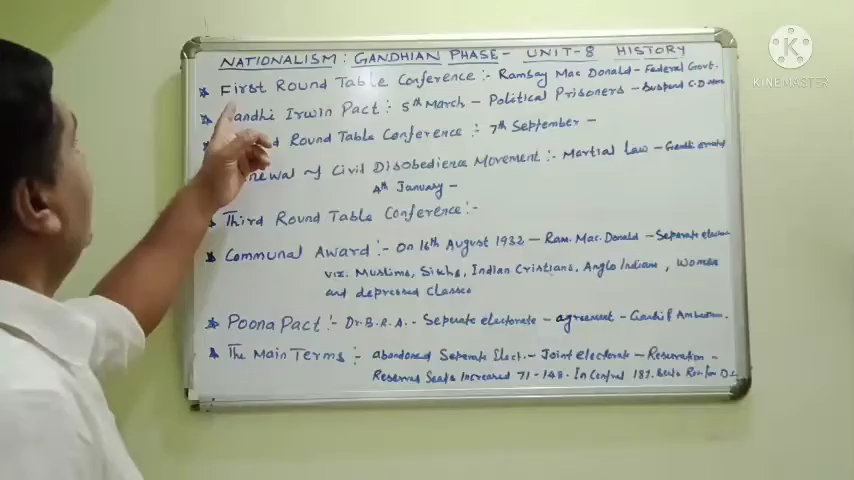 NATIONALISM: GANDHIAN PHASE- UNIT-8 HISTORY
First Round Table Conference :- Ramsay Mac Donald - Federal Govt.
Gandhi Irwin Pact :- 5th March - Political Prisoners - Suspend C.D
Round Table Conference :- 7th September -
of Civil Disobedience Movement :- Martial Law -
4th January -
Third Round Table Conference :-
Communal Award :- On 16th August 1932 - Ram. Mac. Donald - Separate
viz. Muslims, Sikhs, Indian Cristians, Anglo Indians, Women
and depressed classes
Poona Pact :- Dr. B.R.A. - Seperate electorate - agreement -
The Main Terms :- abandoned Separate Elect. - Joint electorate - Reservation -
Reserved Seats Increased 71 - 148. In Central
KINEMASTER